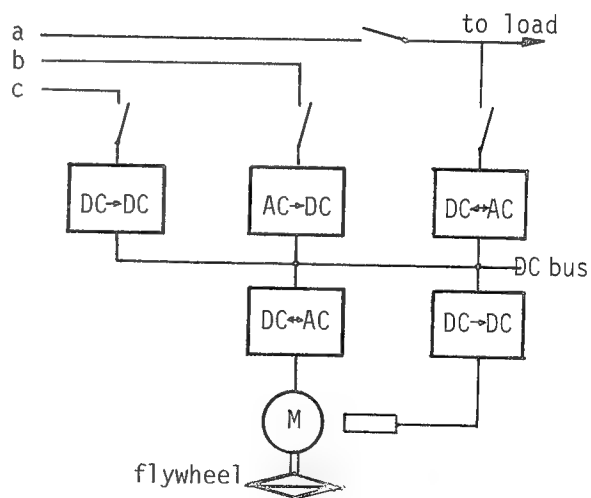 a
to load
b
c
DC→DC
AC→DC
DC↔AC
DC bus
DC↔AC
DC→DC
M
flywheel